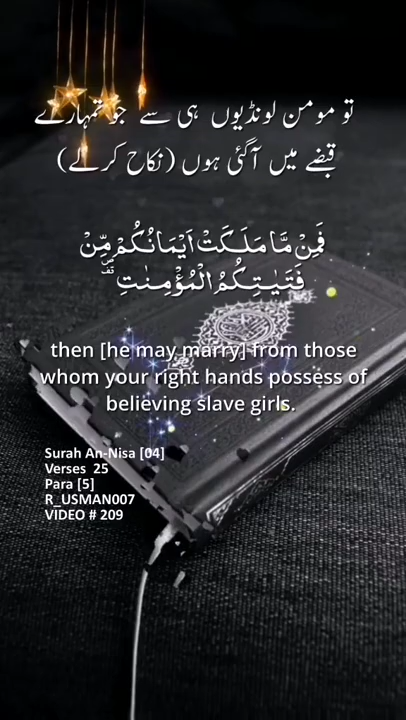 تو مومن لونڈیوں ہی سے جو تمہارے
قبضے میں آگئی ہوں (نکاح کرلے)
فَمِنْ مَّا مَلَكَتْ اَيْمَانُكُمْ مِّنْ
فَتَيٰتِكُمُ الْمُؤْمِنٰتِ ؕ
then [he may marry] from those
whom your right hands possess of
believing slave girls.
Surah An-Nisa [04]
Verses 25
Para [5]
R_USMAN007
VIDEO # 209